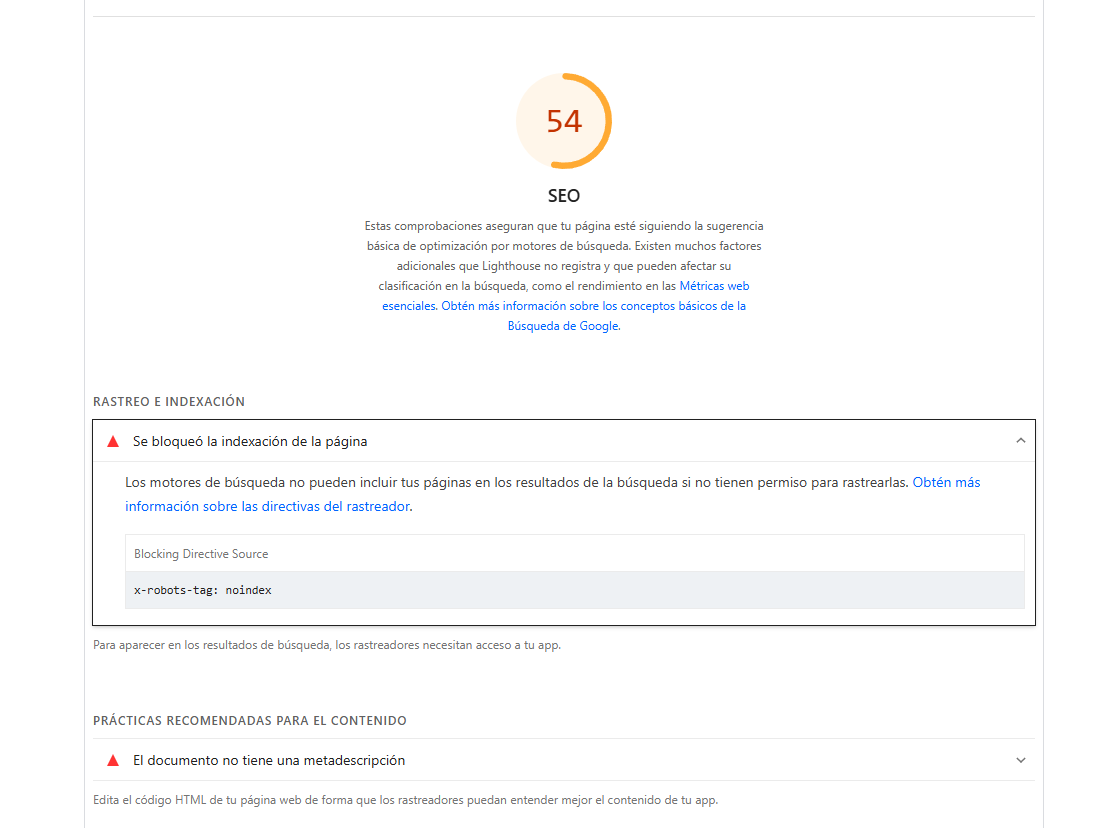 54
SEO
Estas comprobaciones aseguran que tu página esté siguiendo la sugerencia
básica de optimización por motores de búsqueda. Existen muchos factores
adicionales que Lighthouse no registra y que pueden afectar su
clasificación en la búsqueda, como el rendimiento en las Métricas web
esenciales. Obtén más información sobre los conceptos básicos de la
Búsqueda de Google.
RASTREO E INDEXACIÓN
Se bloqueó la indexación de la página
Los motores de búsqueda no pueden incluir tus páginas en los resultados de la búsqueda si no tienen permiso para rastrearlas. Obtén más
información sobre las directivas del rastreador.
Blocking Directive Source
x-robots-tag: noindex
Para aparecer en los resultados de búsqueda, los rastreadores necesitan acceso a tu app.
PRÁCTICAS RECOMENDADAS PARA EL CONTENIDO
El documento no tiene una metadescripción
Edita el código HTML de tu página web de forma que los rastreadores puedan entender mejor el contenido de tu app.